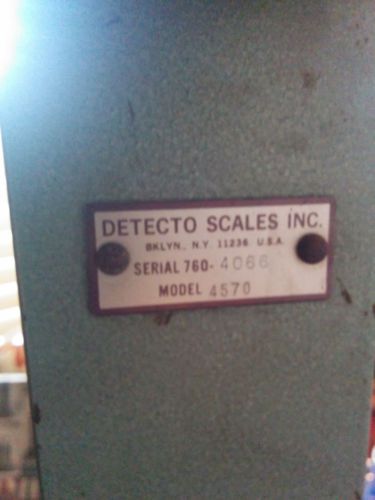 DETECTO SCALES INC.
BKLYN., N.Y. 11236 U.S.A.
SERIAL 760-4066
MODEL 4570